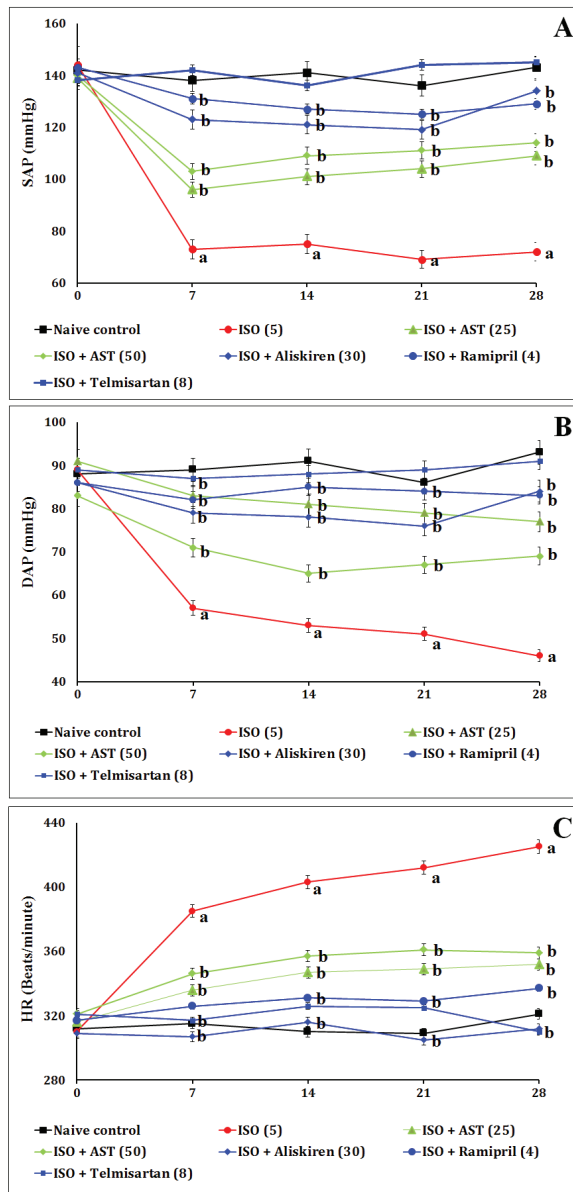 A
160
140
120
100
80
60
SAP (mmHg)
b b b b
b b b b
b b b b
b b b b
a a a a
0 7 14 21 28
Naive control ISO (5) ISO + AST (25)
ISO + AST (50) ISO + Aliskiren (30) ISO + Ramipril (4)
ISO + Telmisartan (8)
B
100
90
80
70
60
50
40
DAP (mmHg)
b b b b
b b b b
b b b b
a a a a
0 7 14 21 28
Naive control ISO (5) ISO + AST (25)
ISO + AST (50) ISO + Aliskiren (30) ISO + Ramipril (4)
ISO + Telmisartan (8)
C
440
400
360
320
280
HR (Beats/minute)
a a a a
b b b b
b b b b
b b b b
b b b b
0 7 14 21 28
Naive control ISO (5) ISO + AST (25)
ISO + AST (50) ISO + Aliskiren (30) ISO + Ramipril (4)
ISO + Telmisartan (8)